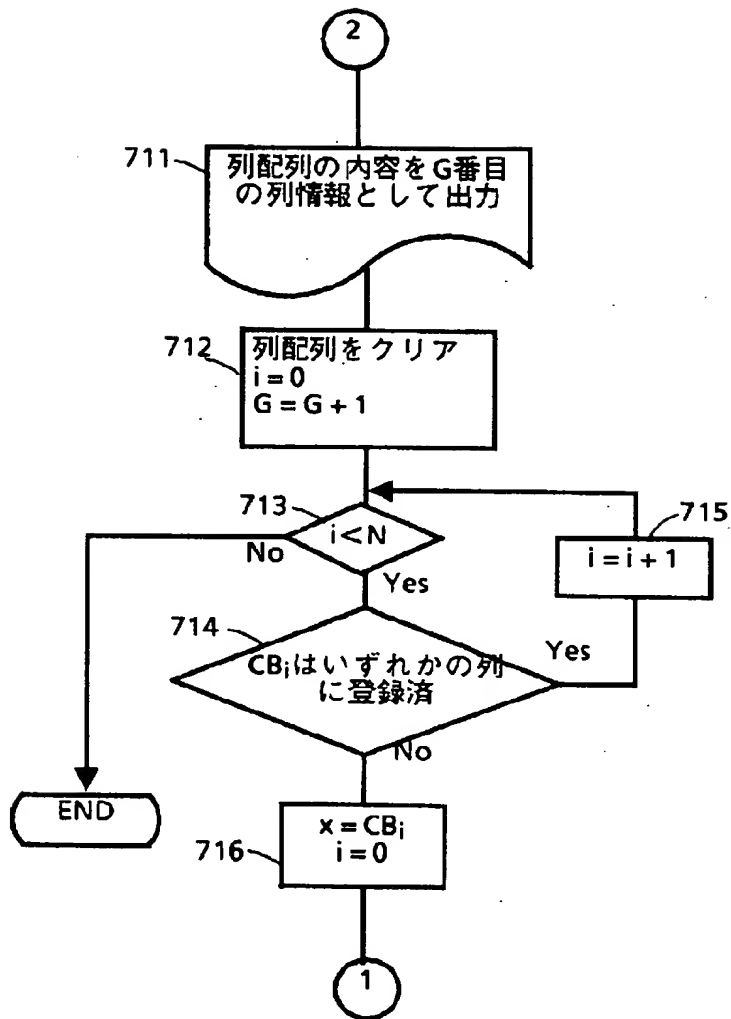 2
711
列配列の内容をG番目
の列情報として出力
712
列配列をクリア
i=0
G=G+1
713
i<N
No
Yes
715
i=i+1
714
CBiはいずれかの列
に登録済
Yes
No
END
716
x=CBi
i=0
1